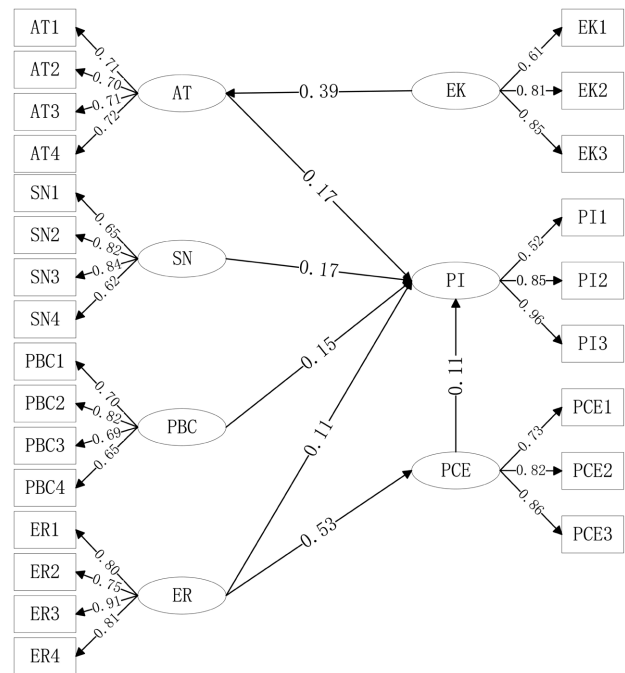 AT1
AT2
AT3
AT4
0.71
0.70
0.71
0.72
AT
0.39
EK
0.61
0.81
0.85
EK1
EK2
EK3
SN1
SN2
SN3
SN4
0.65
0.82
0.84
0.62
SN
0.17
0.17
PI
0.52
0.85
0.96
PI1
PI2
PI3
PBC1
PBC2
PBC3
PBC4
0.70
0.82
0.69
0.65
PBC
0.15
0.11
0.11
PCE
0.73
0.82
0.86
PCE1
PCE2
PCE3
ER1
ER2
ER3
ER4
0.80
0.75
0.91
0.81
ER
0.53